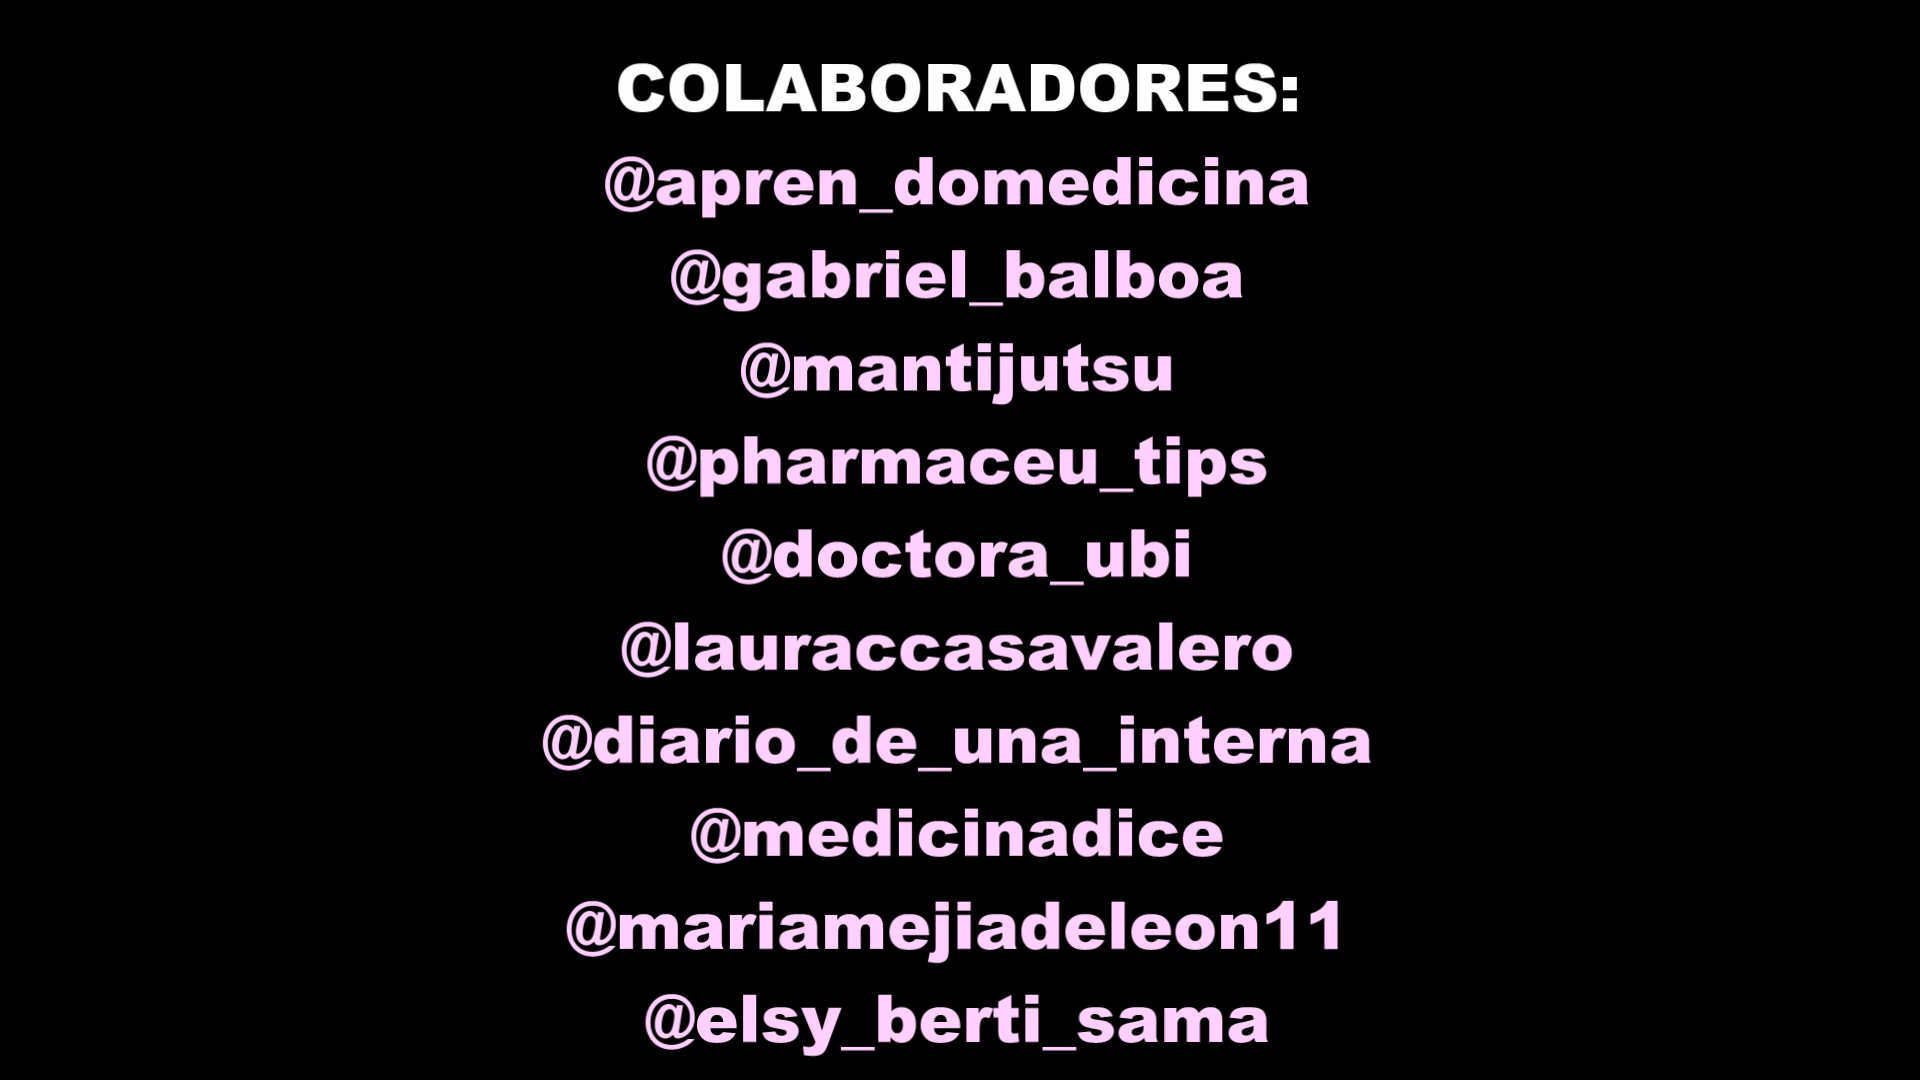 COLABORADORES:
@apren_domedicina
@gabriel_balboa
@mantijutsu
@pharmaceu_tips
@doctora_ubi
@lauraccasavalero
@diario_de_una_interna
@medicinadice
@mariamejiadeleon11
@elsy_berti_sama